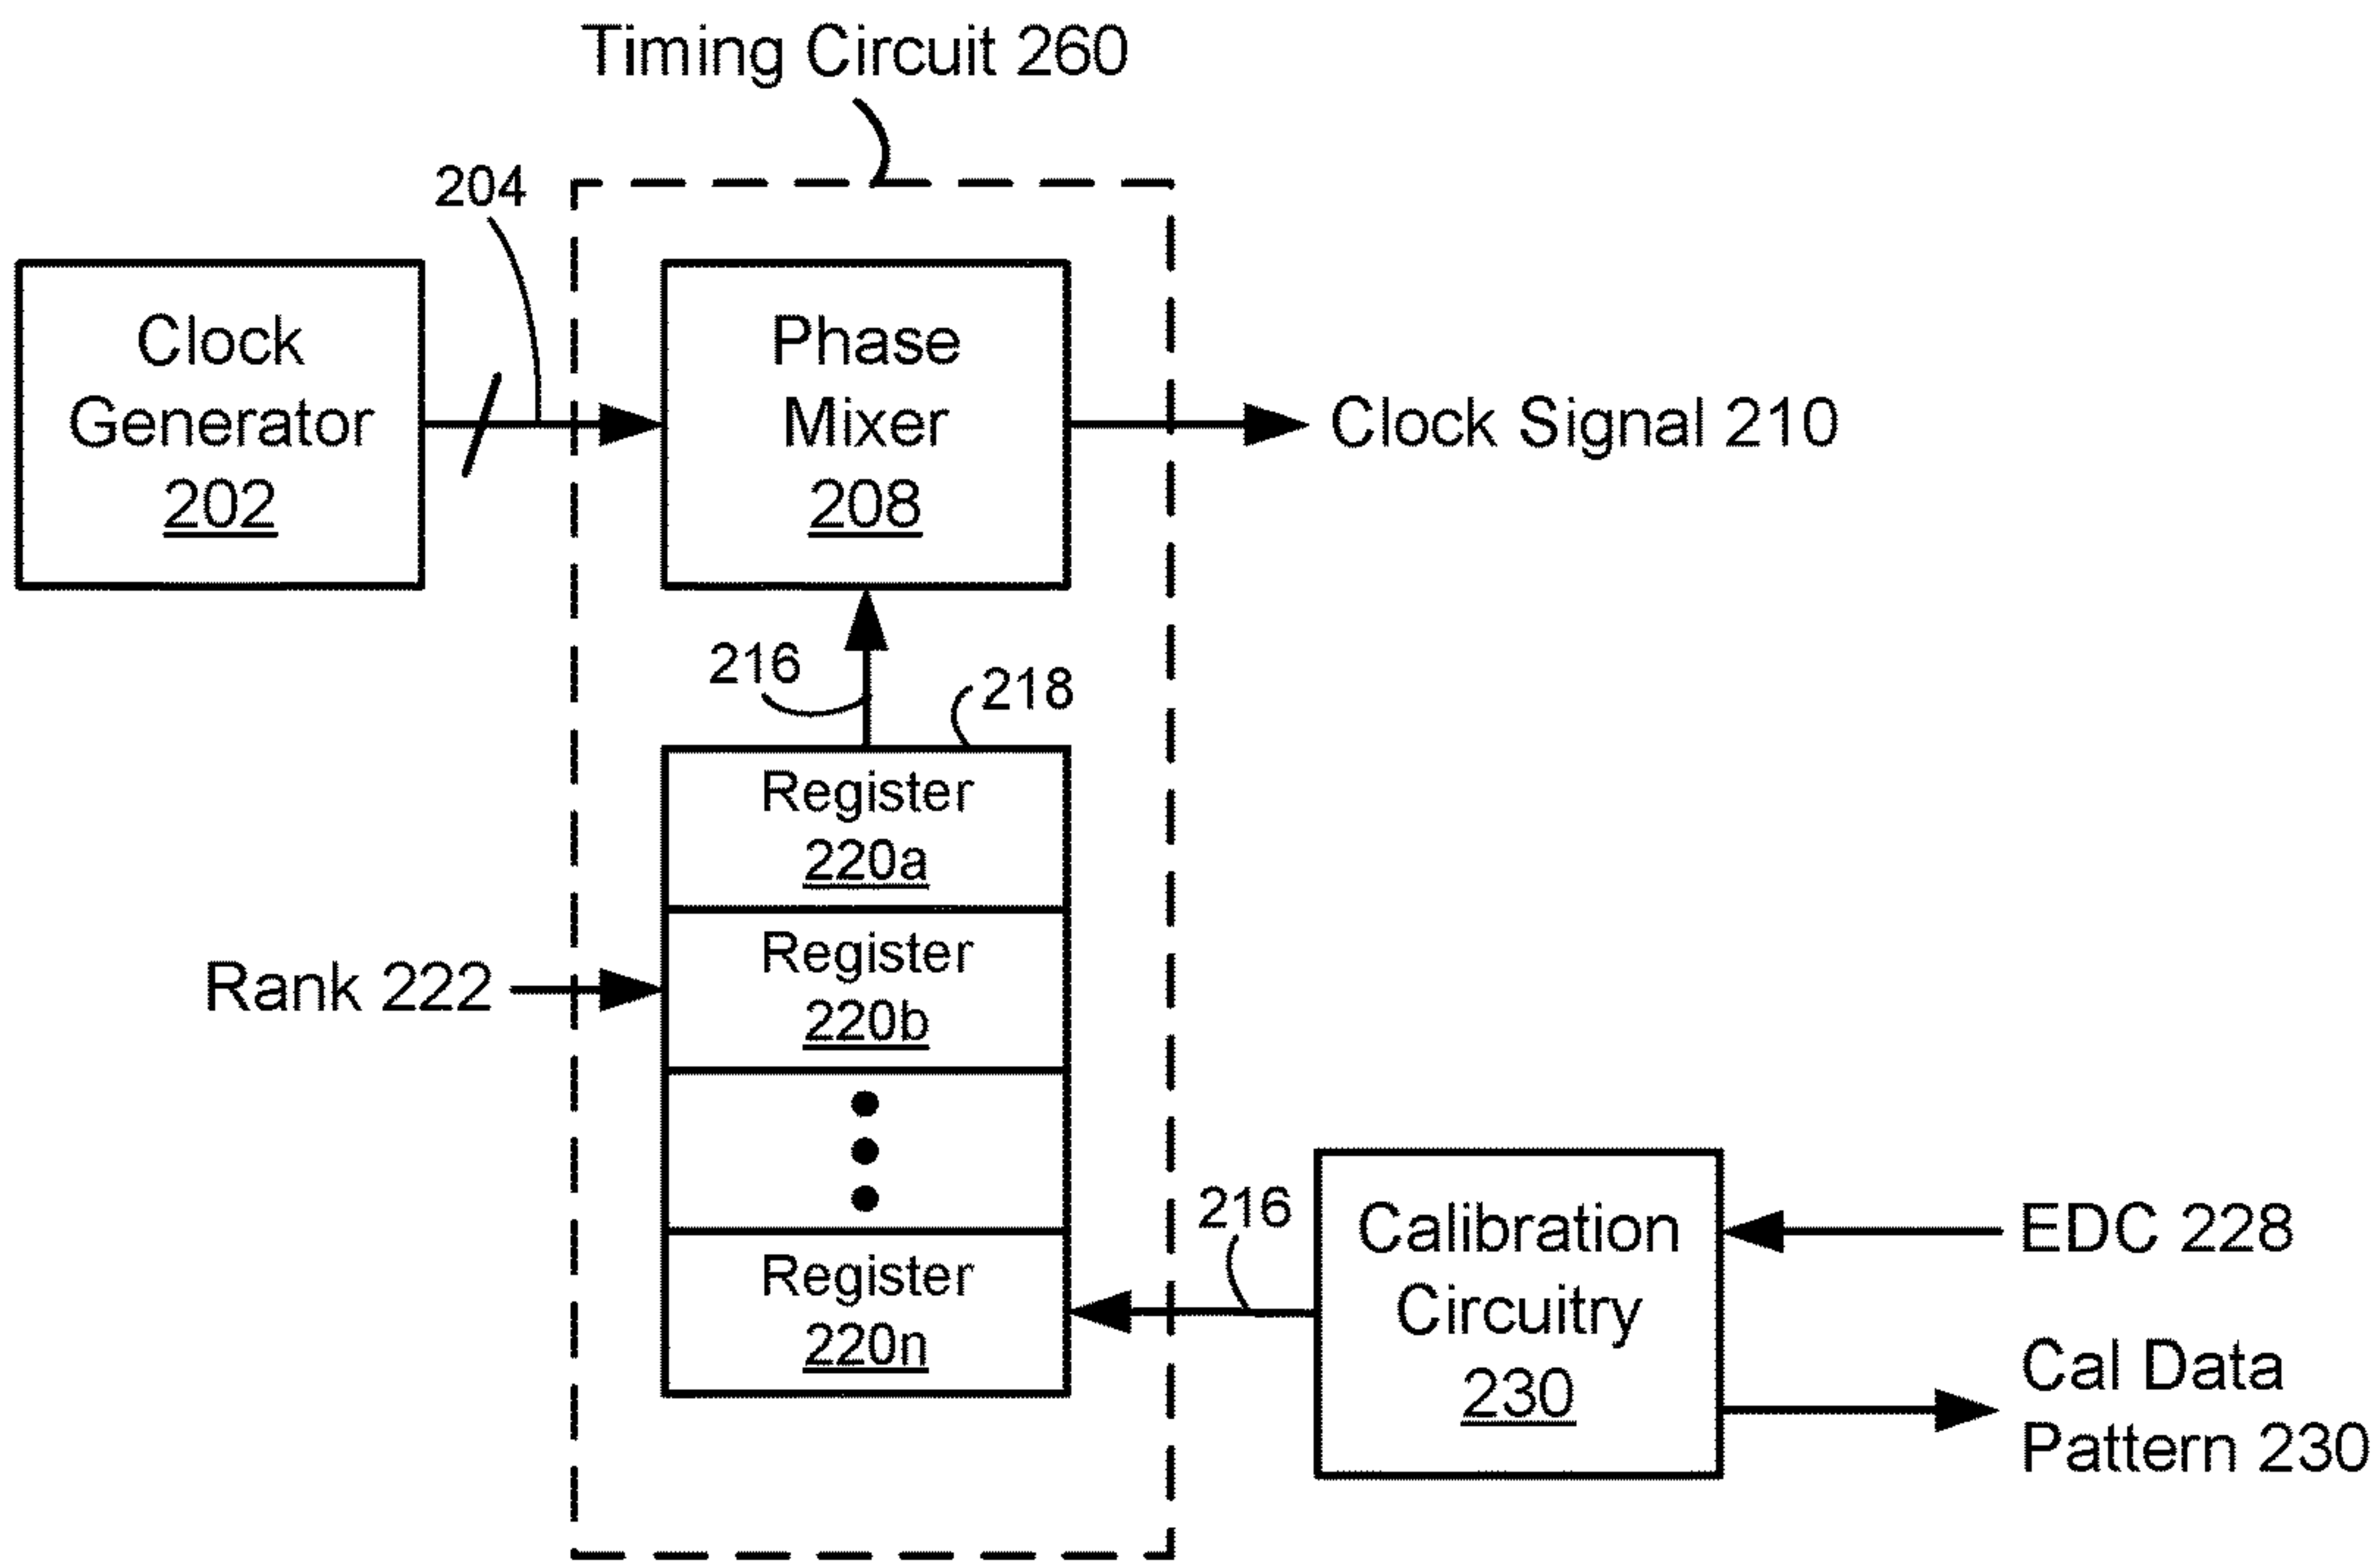 Timing Circuit 260
204
Clock
Generator
202
Phase
Mixer
208
Clock Signal 210
216
218
Register
220a
Rank 222
Register
220b
Register
220n
216
Calibration
Circuitry
230
EDC 228
Cal Data
Pattern 230